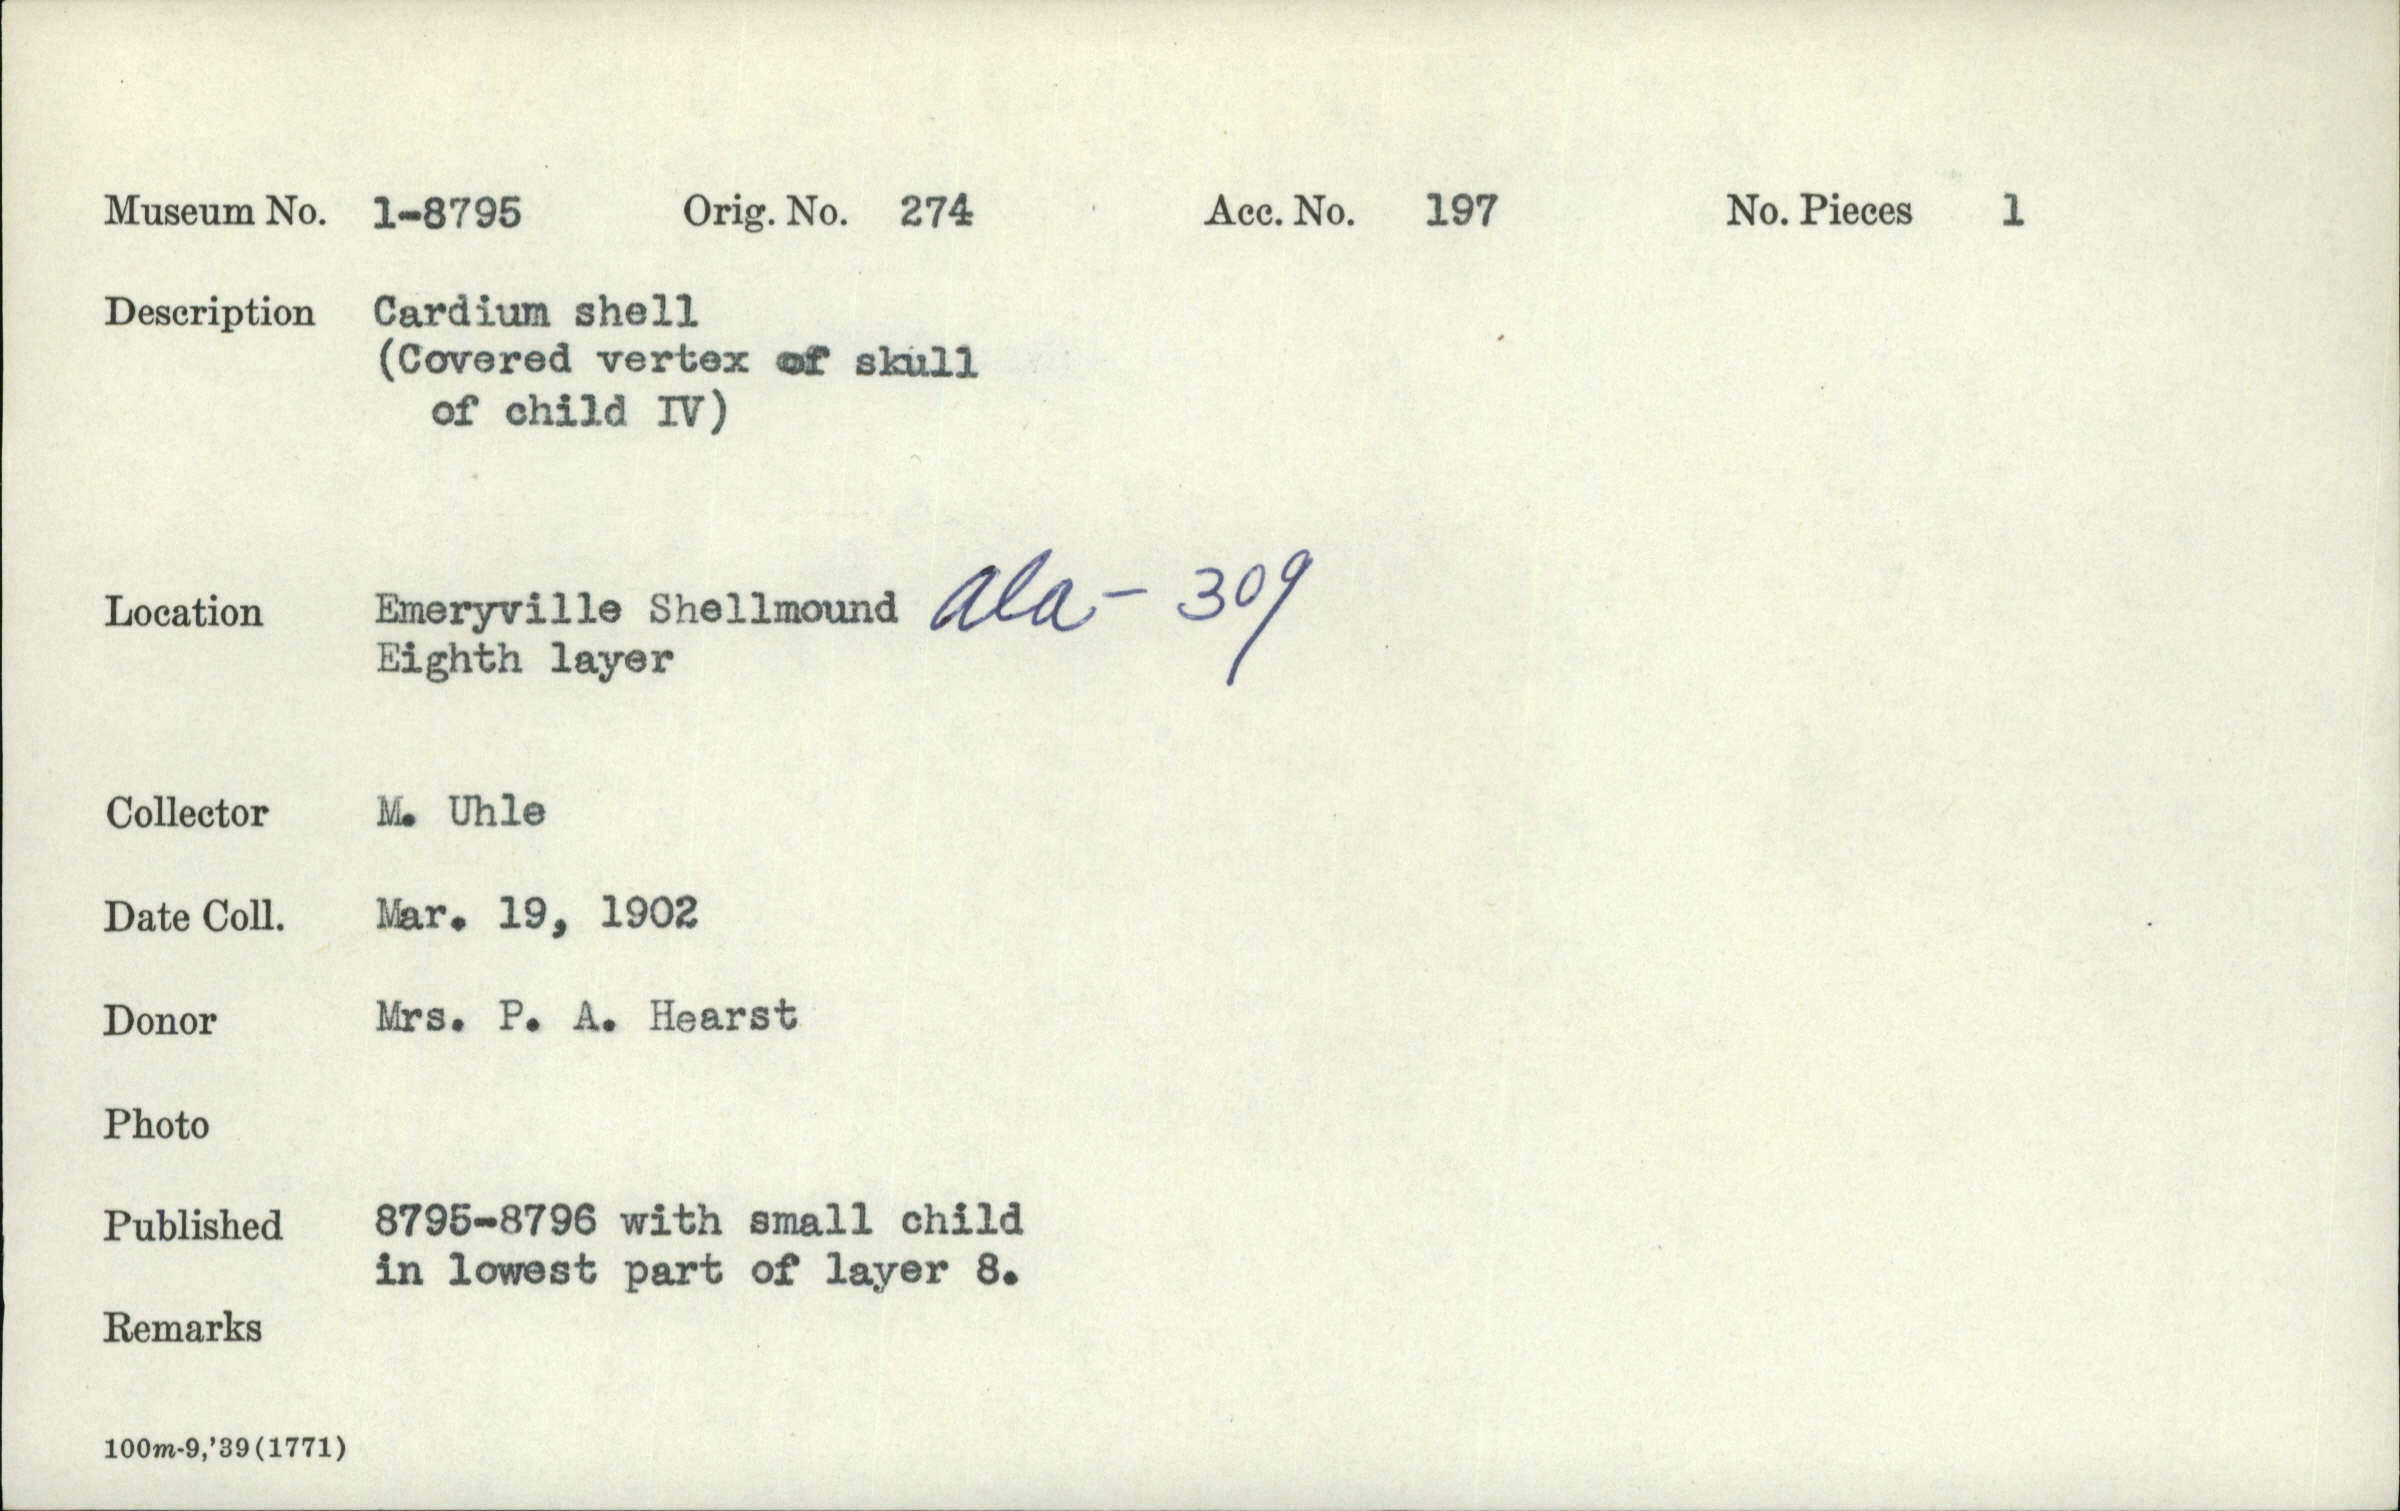 Museum No. 1-8795 Orig. No. 274 Acc. No. 197 No. Pieces 1
Description Cardium shell
(Covered vertex of skull
of child IV)
Location Emeryville Shellmound Ala-309
Eighth layer
Collector M. Uhle
Date Coll. Mar. 19, 1902
Donor Mrs. P. A. Hearst
Photo
Published 8795-8796 with small child
in lowest part of layer 8.
Remarks
100m-9,'39(1771)